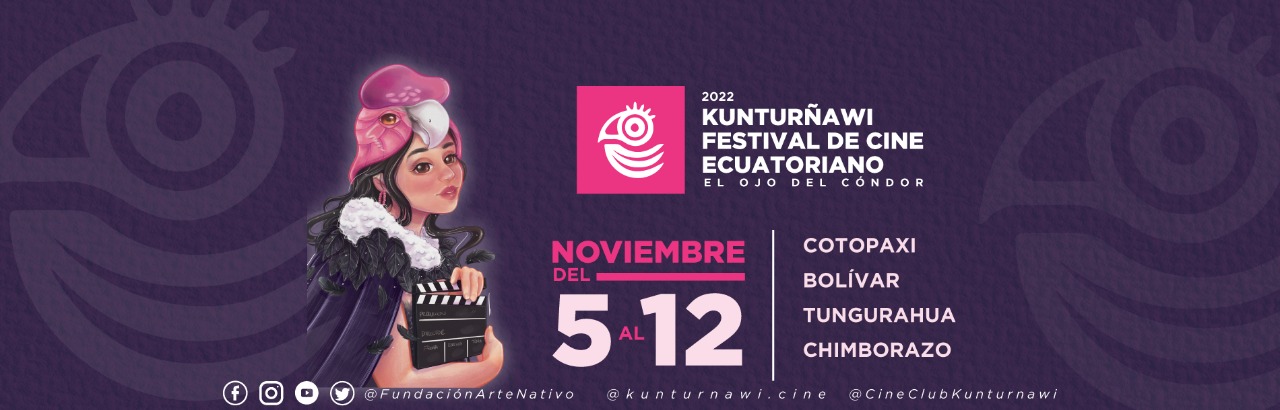 2022
KUNTURÑAWI
FESTIVAL DE CINE
ECUATORIANO
EL OJO DEL CÓNDOR
NOVIEMBRE
DEL
5 AL 12
COTOPAXI
BOLÍVAR
TUNGURAHUA
CHIMBORAZO
@FundaciónArteNativo @kunturnawi.cine @CineClubKunturnawi